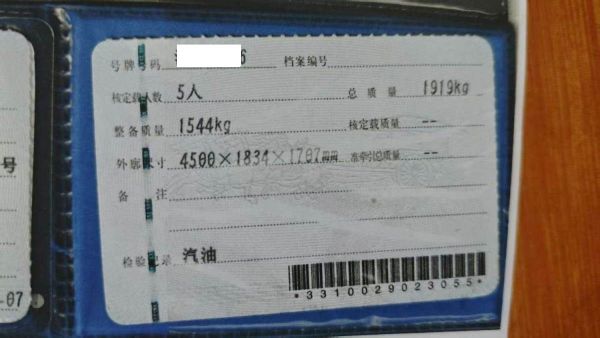 号牌号码 6 档案编号
核定载人数 5人 总质量 1919kg
整备质量 1544kg 核定载质量 --
外廓尺寸 4500×1834×1707mm 准牵引总质量 --
备注
检验记录 汽油
*3310029023055*
号
-07